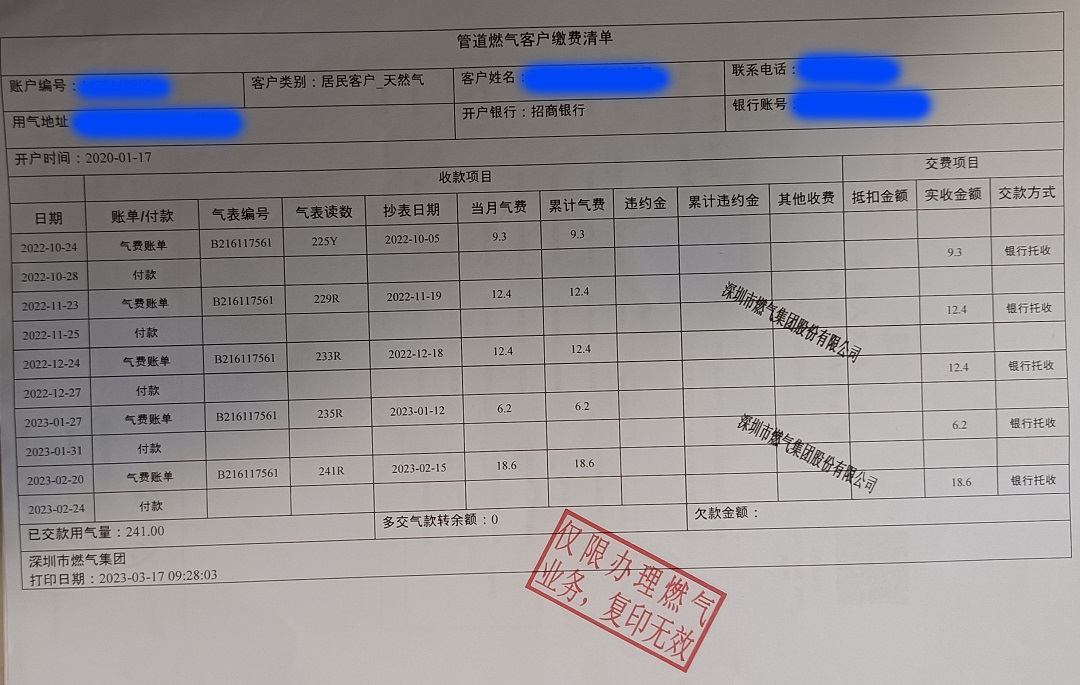 管道燃气客户缴费清单
账户编号： 客户类别：居民客户_天然气 客户姓名： 联系电话：
用气地址 开户银行：招商银行 银行账号
开户时间：2020-01-17
收款项目 交费项目
日期 账单/付款 气表编号 气表读数 抄表日期 当月气费 累计气费 违约金 累计违约金 其他收费 抵扣金额 实收金额 交款方式
2022-10-24 气费账单 B216117561 225Y 2022-10-05 9.3 9.3
2022-10-28 付款 9.3 银行托收
2022-11-23 气费账单 B216117561 229R 2022-11-19 12.4 12.4
2022-11-25 付款 12.4 银行托收
2022-12-24 气费账单 B216117561 233R 2022-12-18 12.4 12.4
2022-12-27 付款 12.4 银行托收
2023-01-27 气费账单 B216117561 235R 2023-01-12 6.2 6.2
2023-01-31 付款 6.2 银行托收
2023-02-20 气费账单 B216117561 241R 2023-02-15 18.6 18.6
2023-02-24 付款 18.6 银行托收
深圳市燃气集团股份有限公司
深圳市燃气集团股份有限公司
已交款用气量：241.00 多交气款转余额：0 欠款金额：
深圳市燃气集团
打印日期：2023-03-17 09:28:03
仅限办理燃气
业务，复印无效